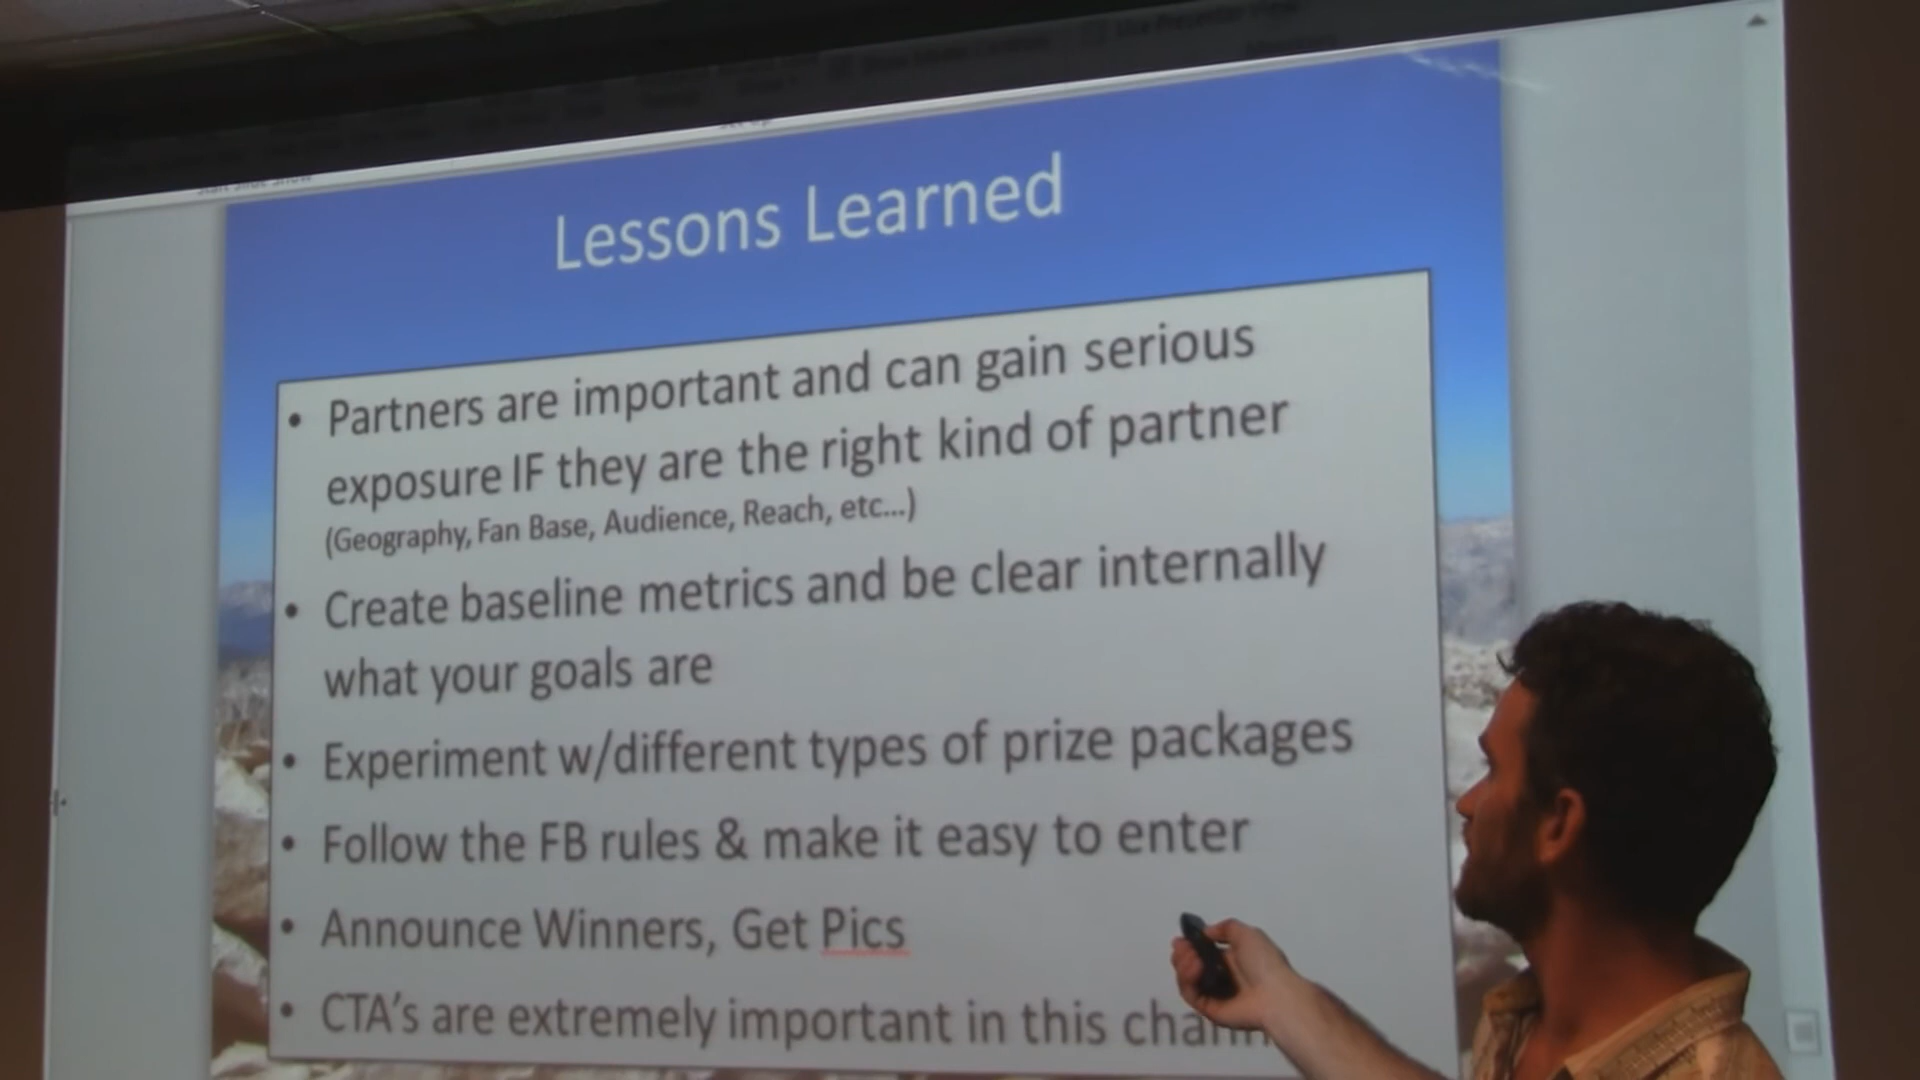 Lessons Learned
• Partners are important and can gain serious
exposure IF they are the right kind of partner
(Geography, Fan Base, Audience, Reach, etc...)
• Create baseline metrics and be clear internally
what your goals are
• Experiment w/different types of prize packages
• Follow the FB rules & make it easy to enter
• Announce Winners, Get Pics
• CTA's are extremely important in this